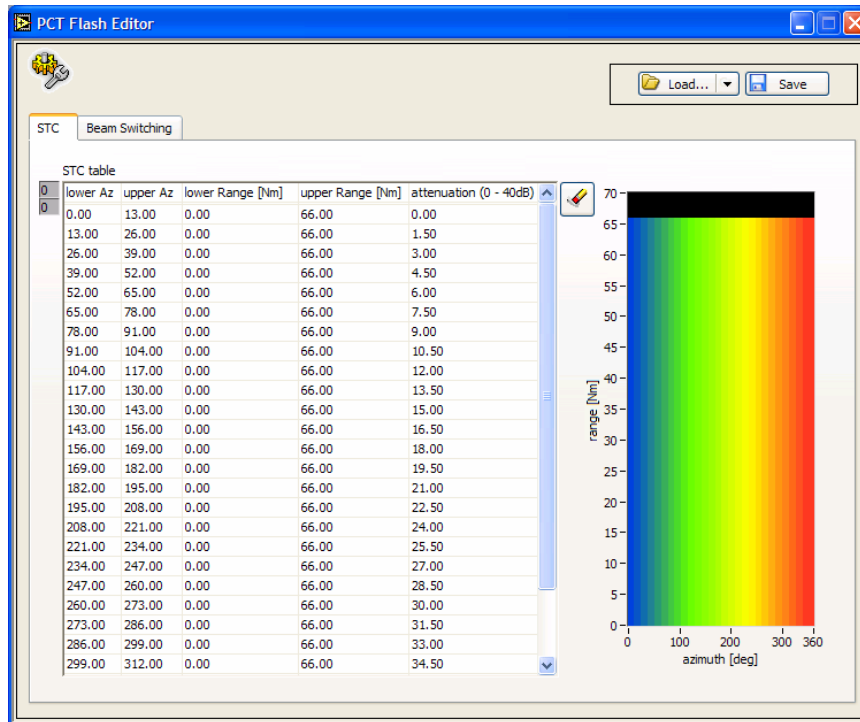 PCT Flash Editor
Load... Save
STC Beam Switching
STC table
0
0
lower Az upper Az lower Range [Nm] upper Range [Nm] attenuation (0 - 40dB)
0.00 13.00 0.00 66.00 0.00
13.00 26.00 0.00 66.00 1.50
26.00 39.00 0.00 66.00 3.00
39.00 52.00 0.00 66.00 4.50
52.00 65.00 0.00 66.00 6.00
65.00 78.00 0.00 66.00 7.50
78.00 91.00 0.00 66.00 9.00
91.00 104.00 0.00 66.00 10.50
104.00 117.00 0.00 66.00 12.00
117.00 130.00 0.00 66.00 13.50
130.00 143.00 0.00 66.00 15.00
143.00 156.00 0.00 66.00 16.50
156.00 169.00 0.00 66.00 18.00
169.00 182.00 0.00 66.00 19.50
182.00 195.00 0.00 66.00 21.00
195.00 208.00 0.00 66.00 22.50
208.00 221.00 0.00 66.00 24.00
221.00 234.00 0.00 66.00 25.50
234.00 247.00 0.00 66.00 27.00
247.00 260.00 0.00 66.00 28.50
260.00 273.00 0.00 66.00 30.00
273.00 286.00 0.00 66.00 31.50
286.00 299.00 0.00 66.00 33.00
299.00 312.00 0.00 66.00 34.50
70
65
60
55
50
45
40
35
30
25
20
15
10
5
0
range [Nm]
0 100 200 300 360
azimuth [deg]